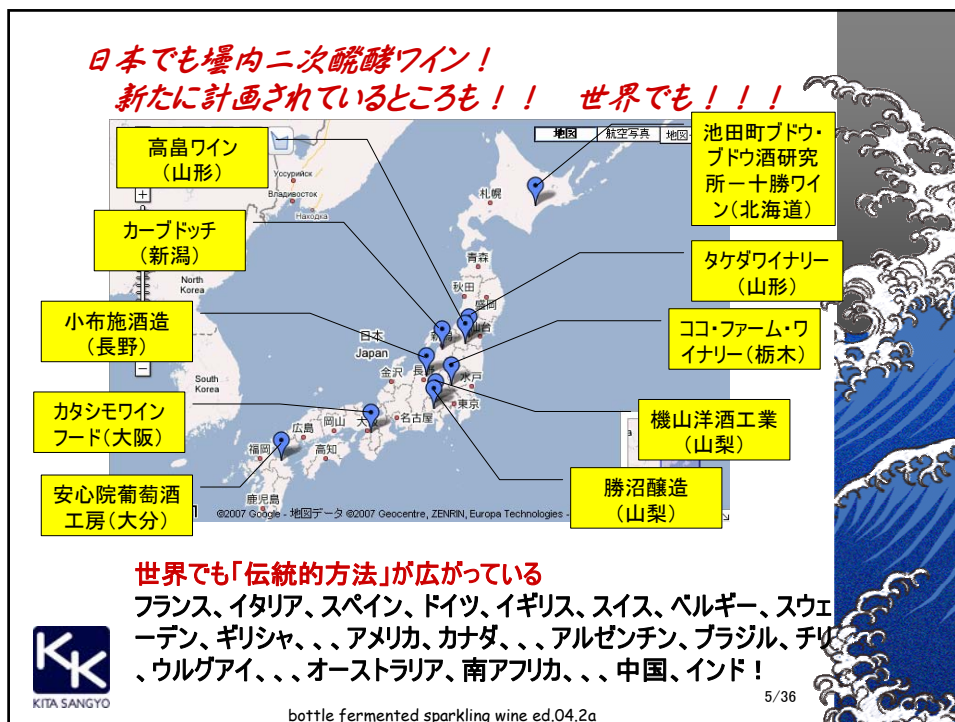 日本でも壜内二次醗酵ワイン！
新たに計画されているところも！！　世界でも！！！
地図
航空写真
地図+
高畠ワイン
（山形）
池田町ブドウ・
ブドウ酒研究
所－十勝ワイ
ン（北海道）
カーブドッチ
（新潟）
タケダワイナリー
（山形）
小布施酒造
（長野）
ココ・ファーム・ワ
イナリー（栃木）
カタシモワイン
フード（大阪）
機山洋酒工業
（山梨）
安心院葡萄酒
工房（大分）
勝沼醸造
（山梨）
Уссурийск
Владивосток
Находка
札幌
青森
秋田
盛岡
仙台
North
Korea
日本
Japan
金沢
水戸
South
Korea
東京
名古屋
岡山
広島
福岡
高知
鹿児島
©2007 Google - 地図データ ©2007 Geocentre, ZENRIN, Europa Technologies -
世界でも「伝統的方法」が広がっている
フランス、イタリア、スペイン、ドイツ、イギリス、スイス、ベルギー、スウェ
ーデン、ギリシャ、、、アメリカ、カナダ、、、アルゼンチン、ブラジル、チリ
、ウルグアイ、、、オーストラリア、南アフリカ、、、中国、インド！
KK
KITA SANGYO
5/36
bottle fermented sparkling wine ed.04.2a